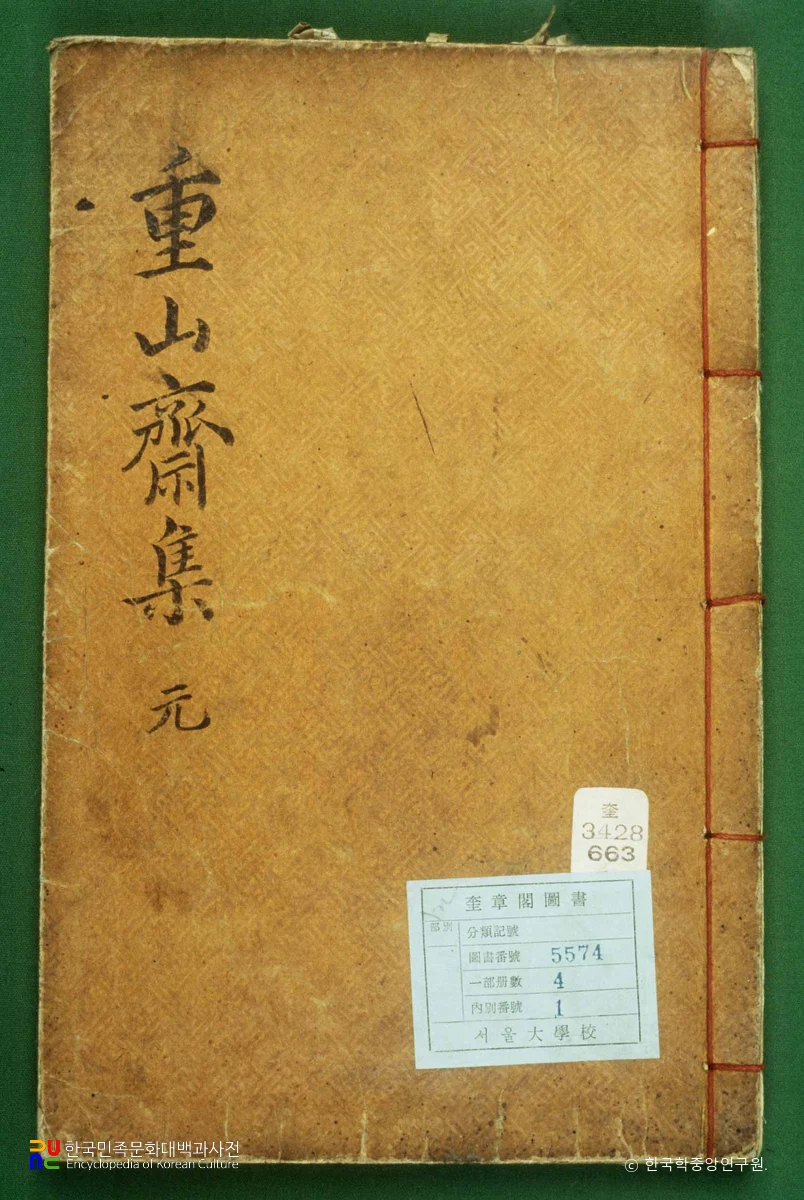 重山齋集 元
奎
3428
663
奎章閣圖書
部別
分類記號
圖書番號 5574
一部册數 4
內別番號 1
서울大學校
한국민족문화대백과사전
Encyclopedia of Korean Culture
© 한국학중앙연구원.